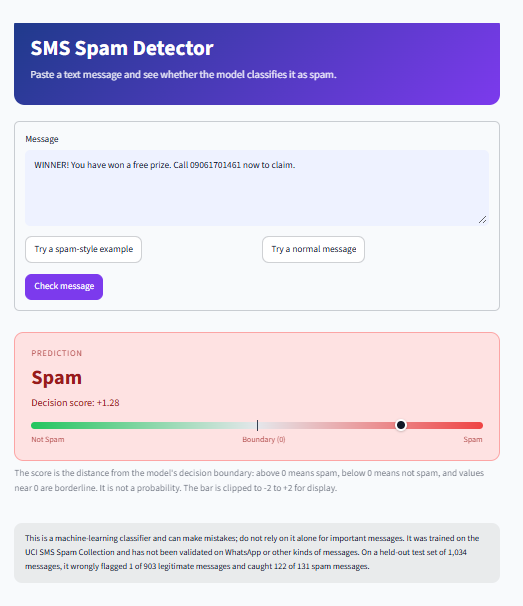 SMS Spam Detector
Paste a text message and see whether the model classifies it as spam.
Message
WINNER! You have won a free prize. Call 09061701461 now to claim.
Try a spam-style example
Try a normal message
Check message
PREDICTION
Spam
Decision score: +1.28
Not Spam
Boundary (0)
Spam
The score is the distance from the model's decision boundary: above 0 means spam, below 0 means not spam, and values
near 0 are borderline. It is not a probability. The bar is clipped to -2 to +2 for display.
This is a machine-learning classifier and can make mistakes; do not rely on it alone for important messages. It was trained on the
UCI SMS Spam Collection and has not been validated on WhatsApp or other kinds of messages. On a held-out test set of 1,034
messages, it wrongly flagged 1 of 903 legitimate messages and caught 122 of 131 spam messages.